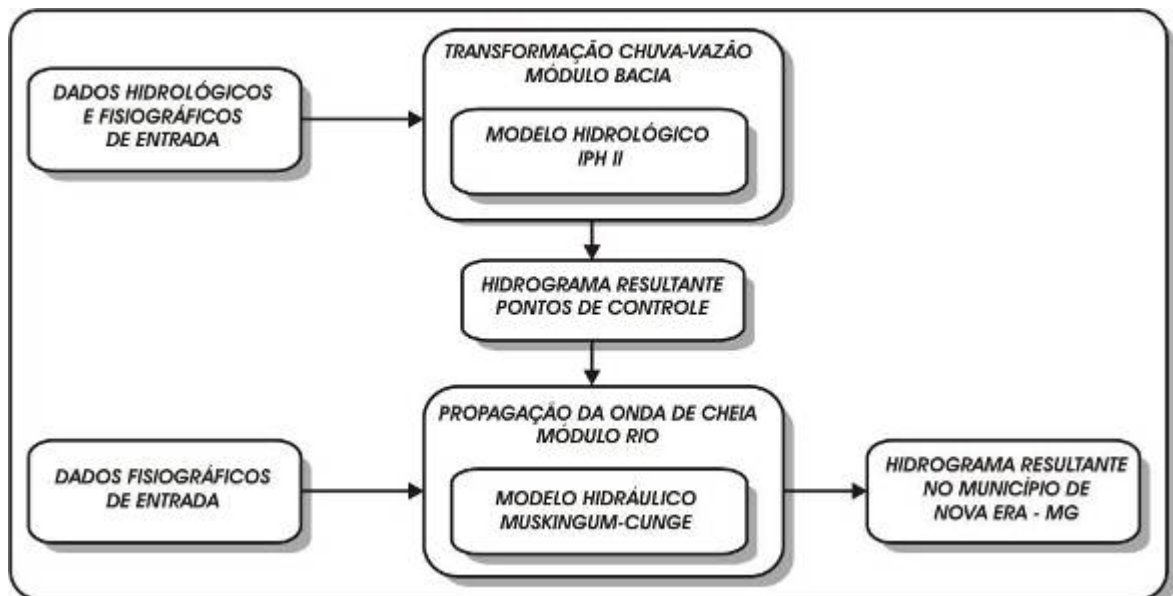 TRANSFORMAÇÃO CHUVA-VAZÃO
MÓDULO BACIA
DADOS HIDROLÓGICOS
E FISIOGRÁFICOS
DE ENTRADA
MODELO HIDROLÓGICO
IPH II
HIDROGRAMA RESULTANTE
PONTOS DE CONTROLE
PROPAGAÇÃO DA ONDA DE CHEIA
MÓDULO RIO
DADOS FISIOGRÁFICOS
DE ENTRADA
MODELO HIDRÁULICO
MUSKINGUM-CUNGE
HIDROGRAMA RESULTANTE
NO MUNICÍPIO DE
NOVA ERA - MG